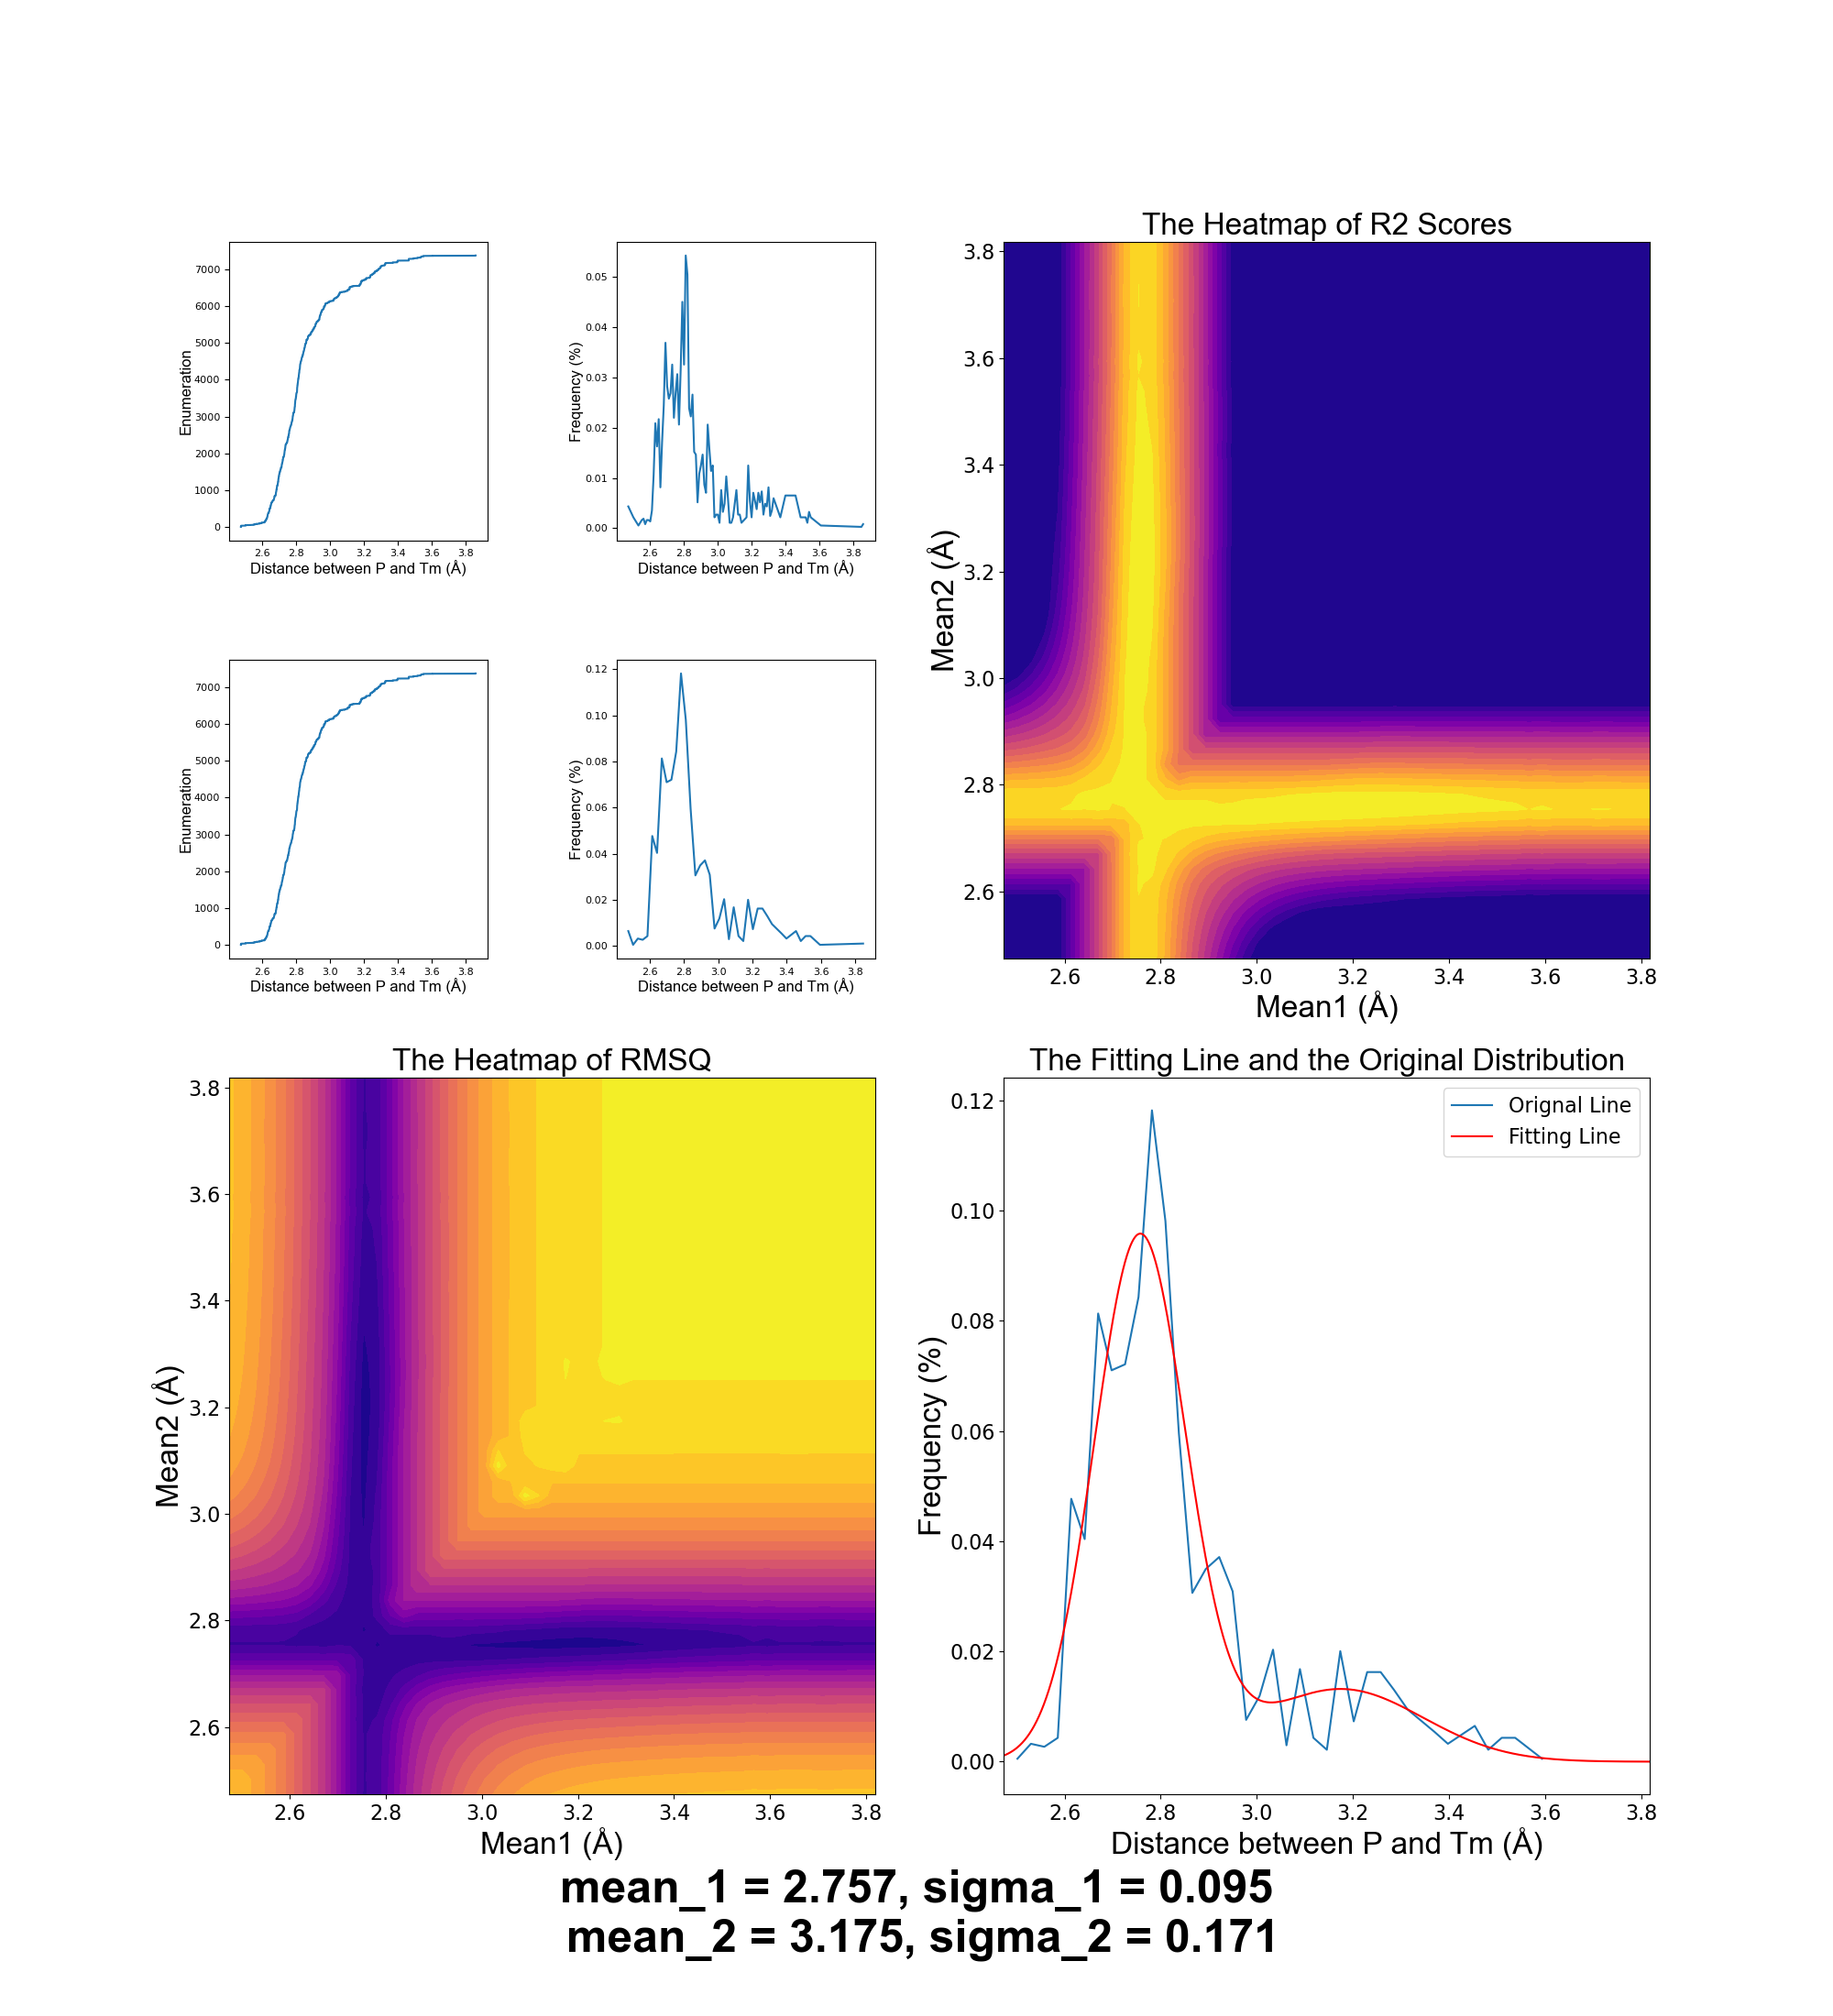 7000
6000
5000
4000
3000
2000
1000
0
Enumeration
2.6 2.8 3.0 3.2 3.4 3.6 3.8
Distance between P and Tm (Å)
0.05
0.04
0.03
0.02
0.01
0.00
Frequency (%)
2.6 2.8 3.0 3.2 3.4 3.6 3.8
Distance between P and Tm (Å)
The Heatmap of R2 Scores
3.8
3.6
3.4
3.2
3.0
2.8
2.6
Mean2 (Å)
2.6 2.8 3.0 3.2 3.4 3.6 3.8
Mean1 (Å)
7000
6000
5000
4000
3000
2000
1000
0
Enumeration
2.6 2.8 3.0 3.2 3.4 3.6 3.8
Distance between P and Tm (Å)
0.12
0.10
0.08
0.06
0.04
0.02
0.00
Frequency (%)
2.6 2.8 3.0 3.2 3.4 3.6 3.8
Distance between P and Tm (Å)
The Heatmap of RMSQ
3.8
3.6
3.4
3.2
3.0
2.8
2.6
Mean2 (Å)
2.6 2.8 3.0 3.2 3.4 3.6 3.8
Mean1 (Å)
The Fitting Line and the Original Distribution
Orignal Line
Fitting Line
0.12
0.10
0.08
0.06
0.04
0.02
0.00
Frequency (%)
2.6 2.8 3.0 3.2 3.4 3.6 3.8
Distance between P and Tm (Å)
mean_1 = 2.757, sigma_1 = 0.095
mean_2 = 3.175, sigma_2 = 0.171